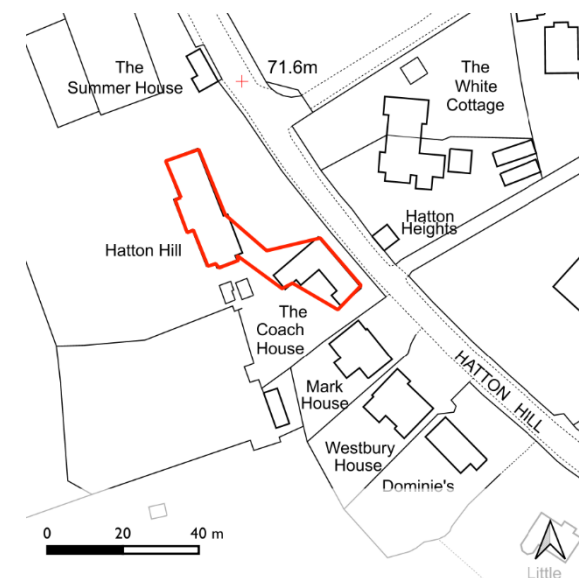 71.6m
The
Summer House
The
White
Cottage
Hatton
Heights
Hatton Hill
The
Coach
House
Mark
House
HATTON HILL
Westbury
House
Dominie's
0 20 40 m
Little